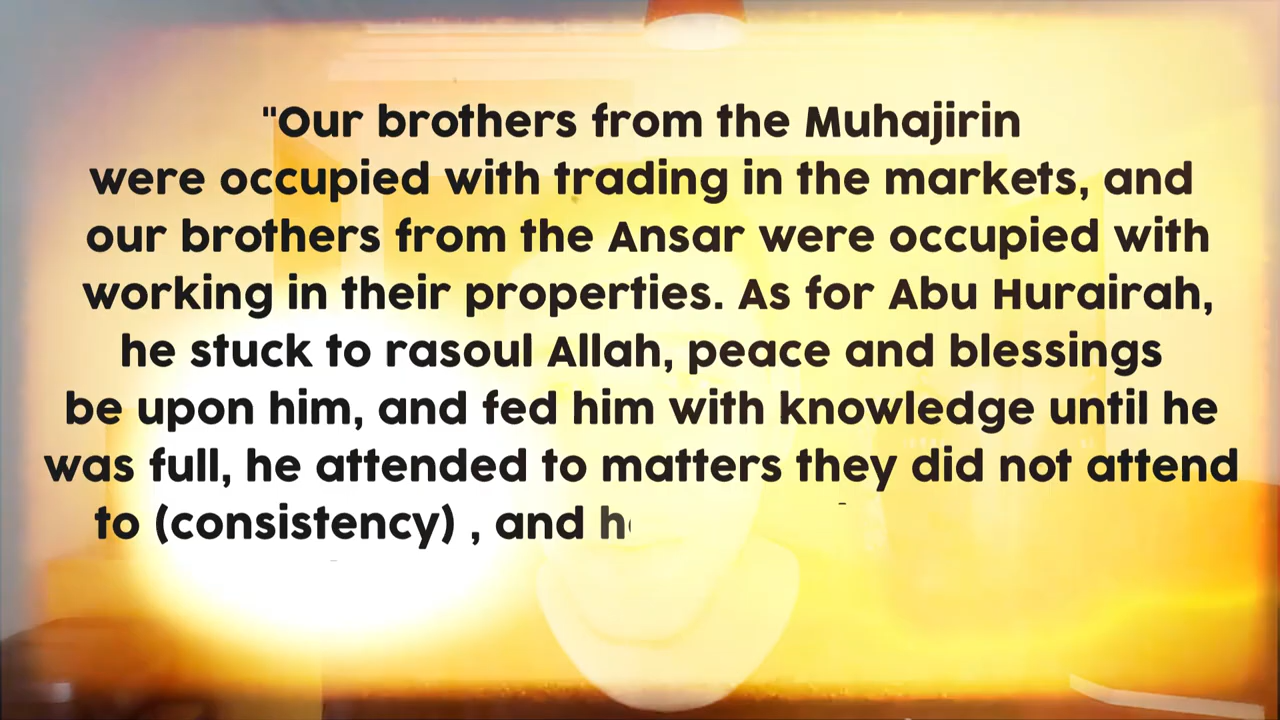 "Our brothers from the Muhajirin
were occupied with trading in the markets, and
our brothers from the Ansar were occupied with
working in their properties. As for Abu Hurairah,
he stuck to rasoul Allah, peace and blessings
be upon him, and fed him with knowledge until he
was full, he attended to matters they did not attend
to (consistency) , and